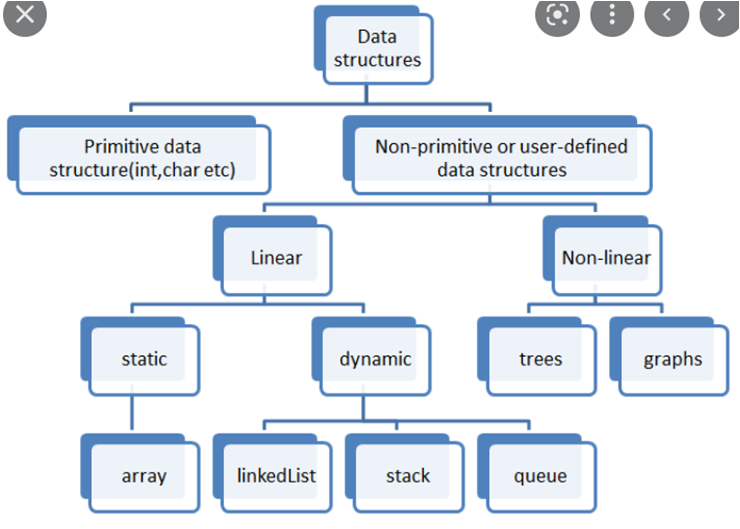 Data
structures
Primitive data
structure(int,char etc)
Non-primitive or user-defined
data structures
Linear
Non-linear
static
dynamic
trees
graphs
array
linkedList
stack
queue